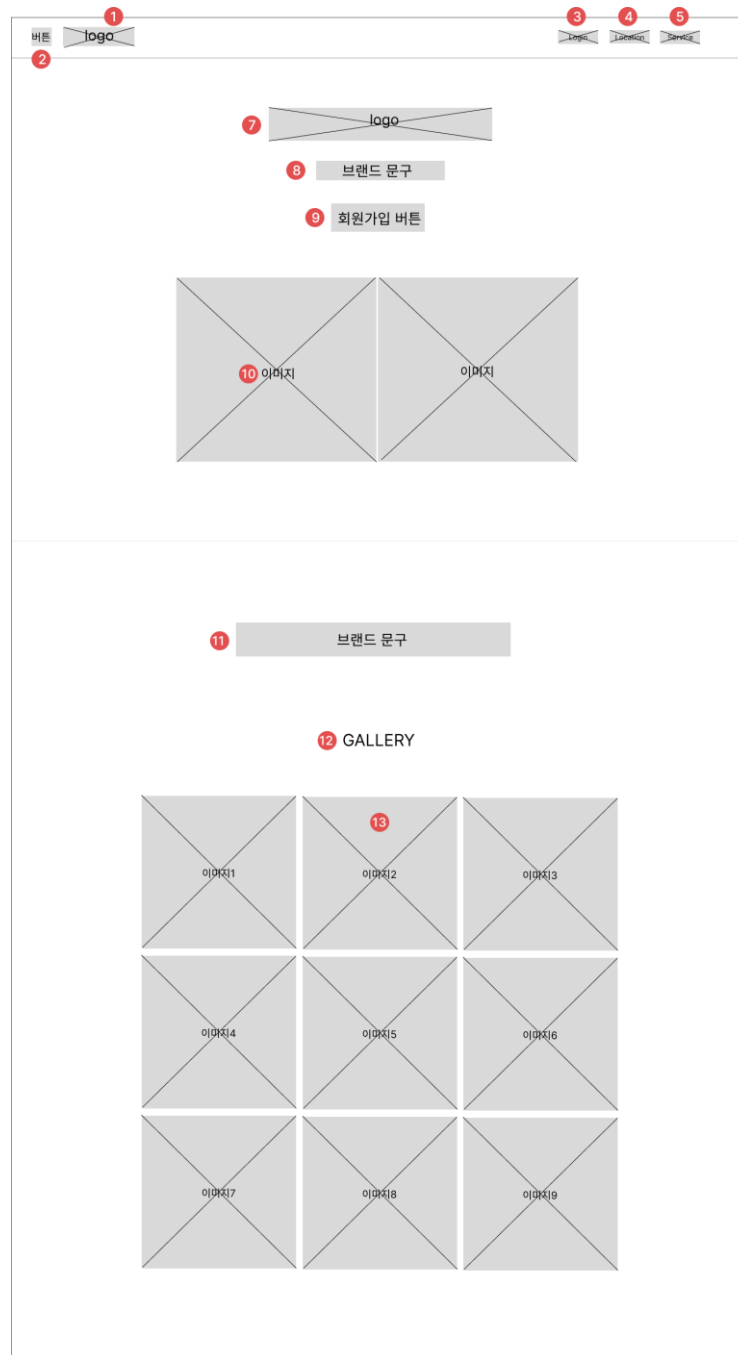 1
3
4
5
버튼
logo
Login
Location
Service
2
7
logo
8
브랜드 문구
9
회원가입 버튼
10
이미지
이미지
11
브랜드 문구
12
GALLERY
13
이미지1
이미지2
이미지3
이미지4
이미지5
이미지6
이미지7
이미지8
이미지9